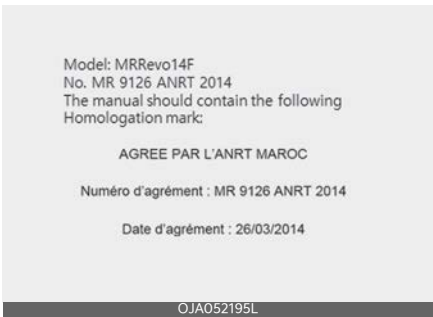 Model: MRRevo14F
No. MR 9126 ANRT 2014
The manual should contain the following
Homologation mark:
AGREE PAR L'ANRT MAROC
Numéro d'agrément : MR 9126 ANRT 2014
Date d'agrément : 26/03/2014
OJA052195L